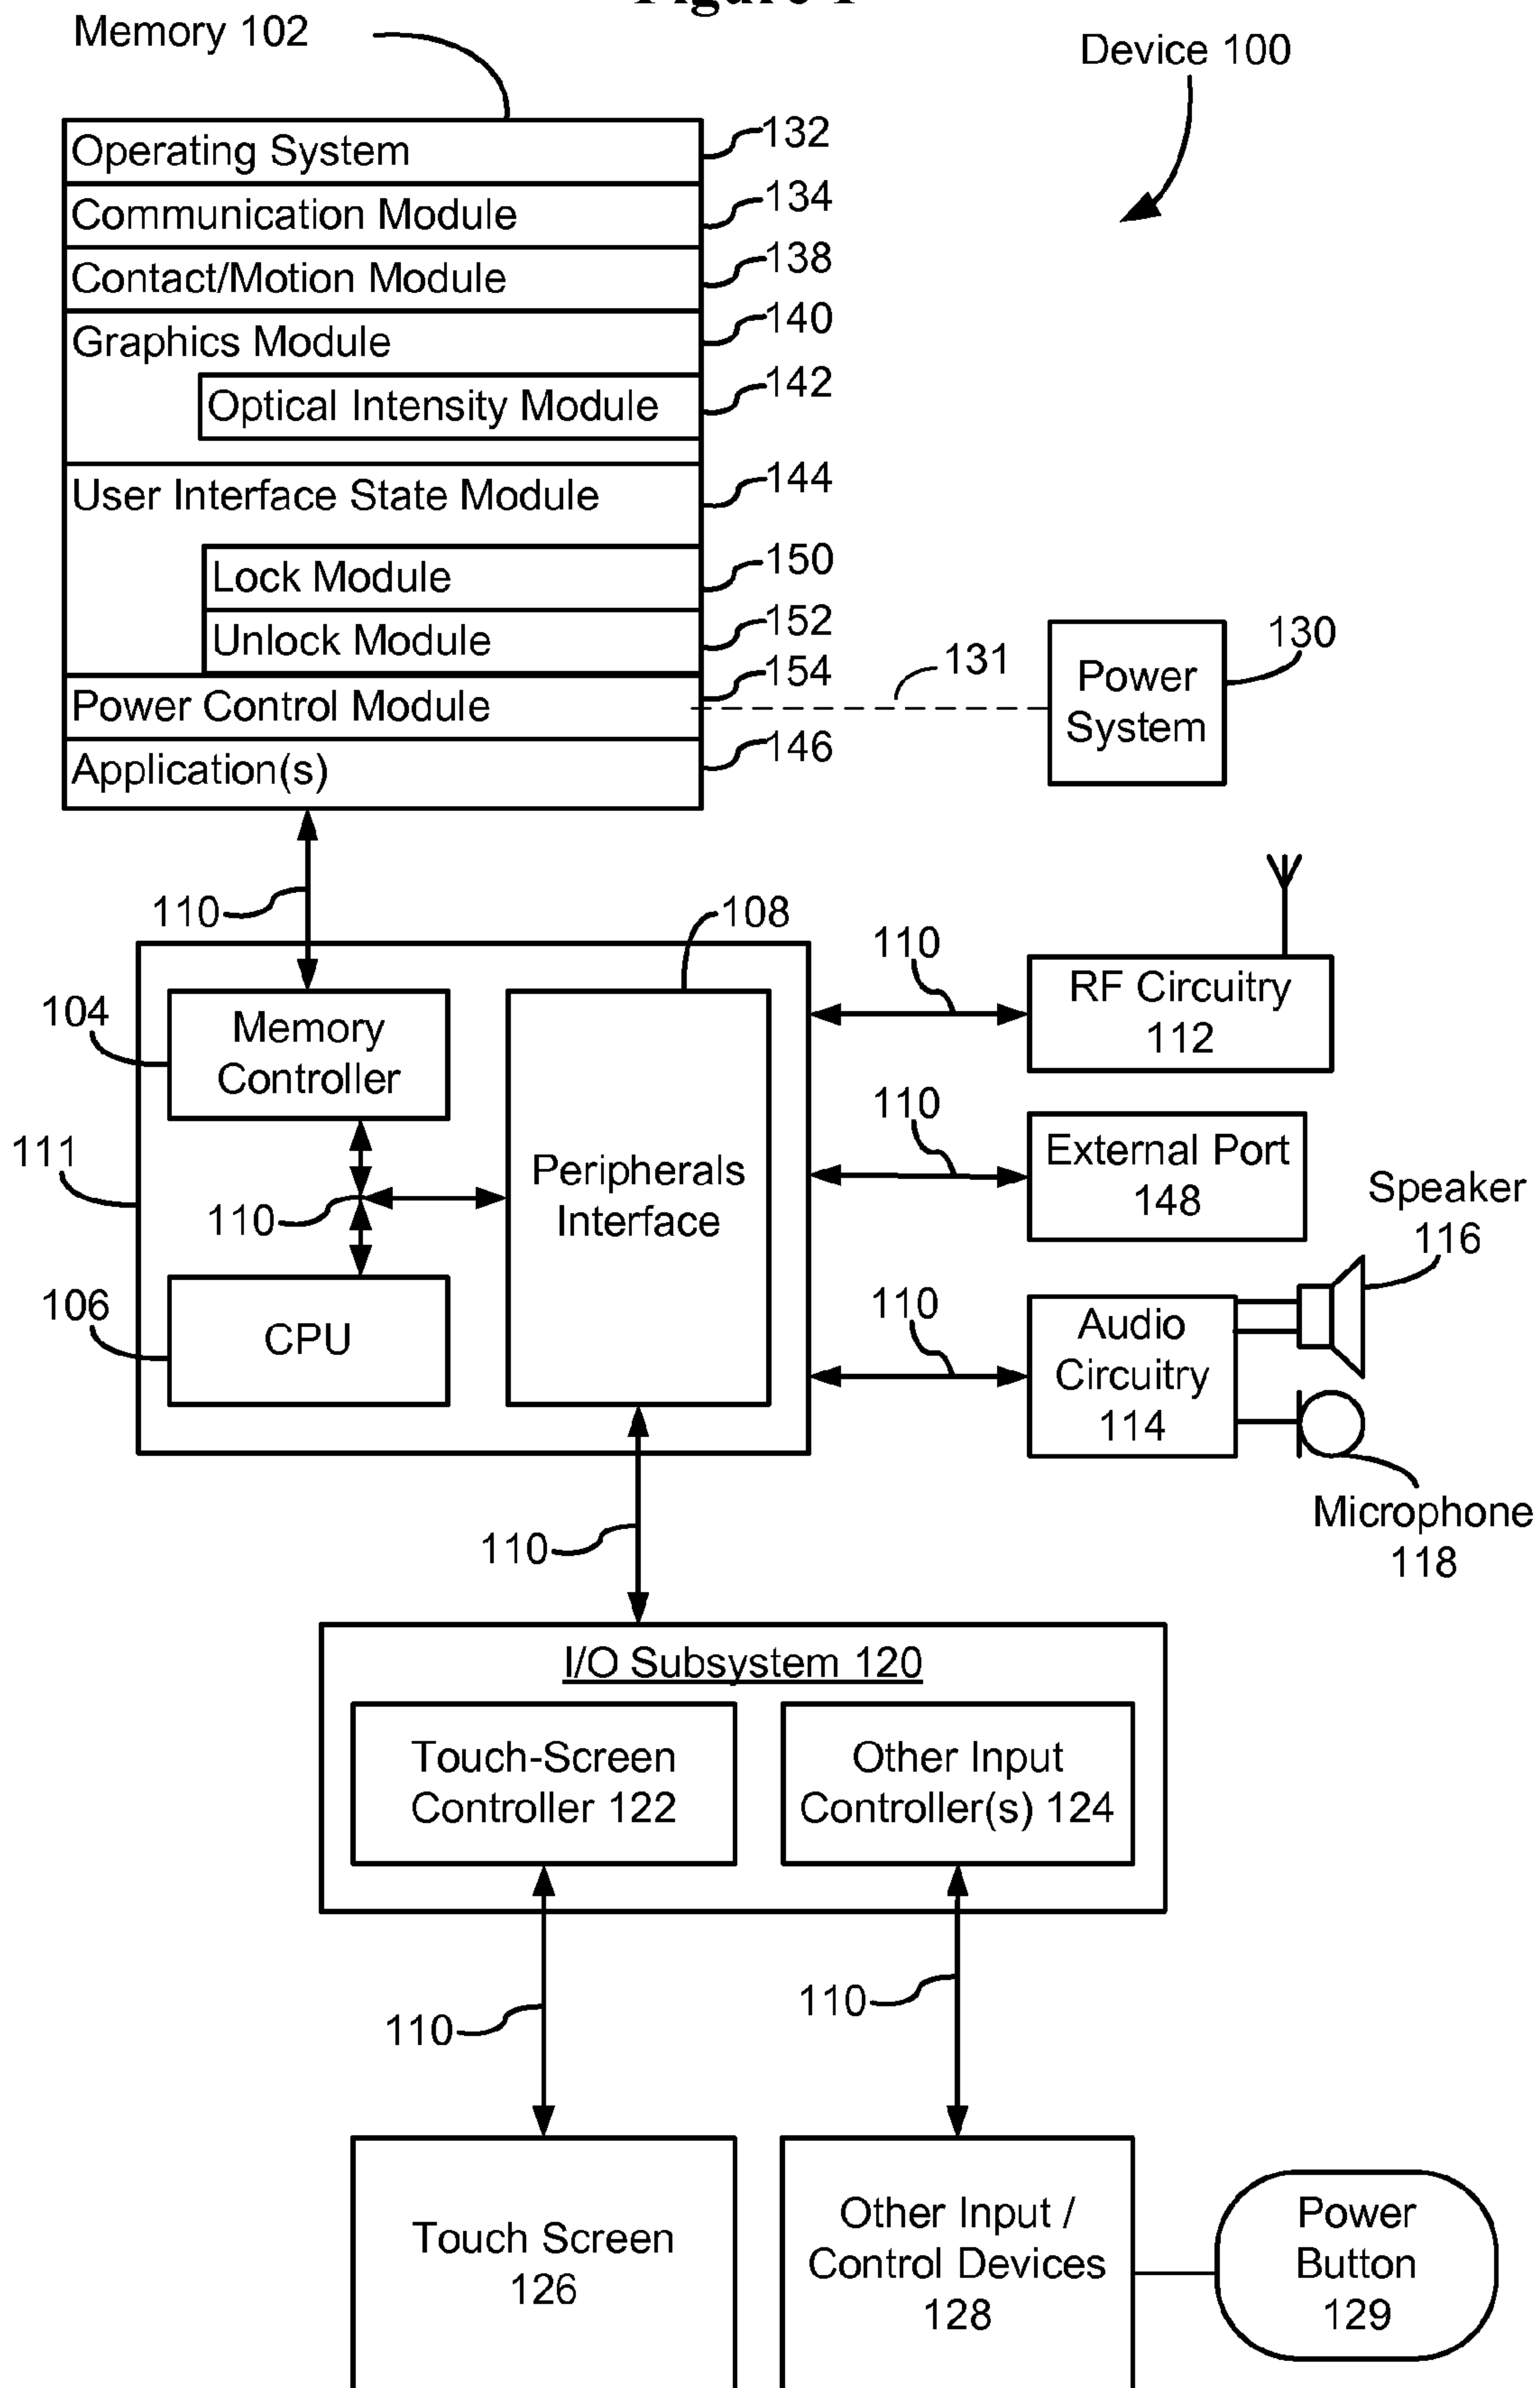 Figure 1
Memory 102
Device 100
Operating System
132
Communication Module
134
Contact/Motion Module
138
Graphics Module
140
Optical Intensity Module
142
User Interface State Module
144
Lock Module
150
Unlock Module
152
Power Control Module
154
Application(s)
146
131
130
Power
System
110
108
104
Memory
Controller
111
110
Peripherals
Interface
106
CPU
110
RF Circuitry
112
110
External Port
148
Speaker
116
110
Audio
Circuitry
114
Microphone
118
110
I/O Subsystem 120
Touch-Screen
Controller 122
Other Input
Controller(s) 124
110
110
Touch Screen
126
Other Input /
Control Devices
128
Power
Button
129